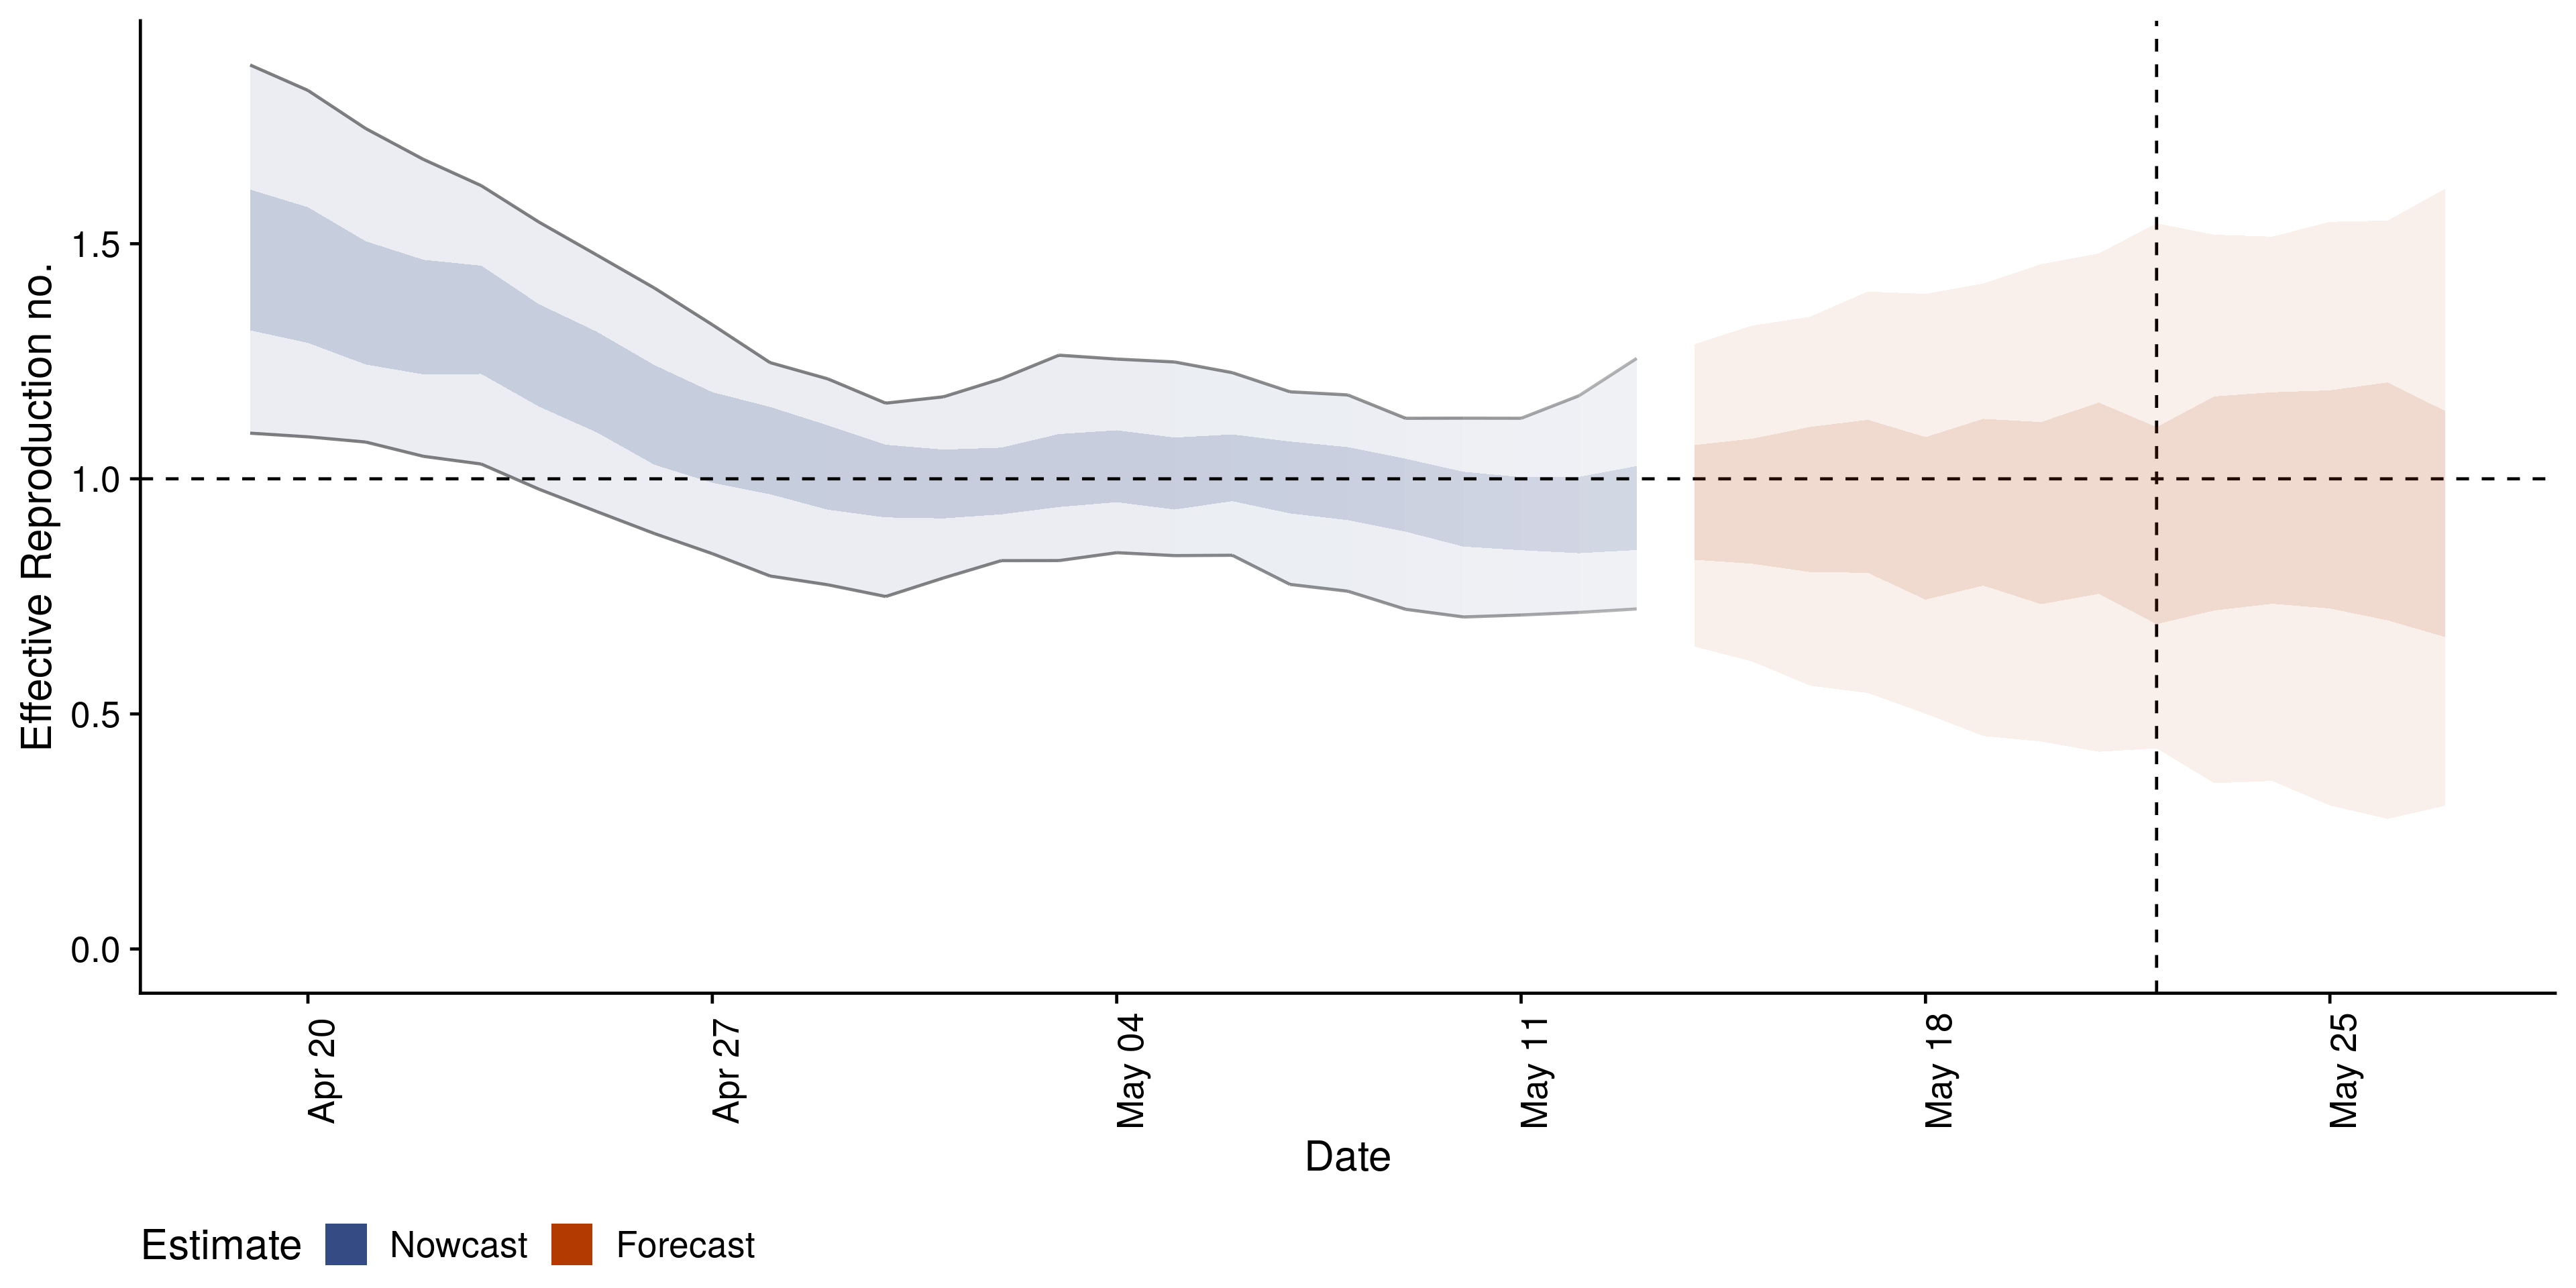 Effective Reproduction no.
1.5
1.0
0.5
0.0
Apr 20
Apr 27
May 04
May 11
May 18
May 25
Date
Estimate Nowcast Forecast